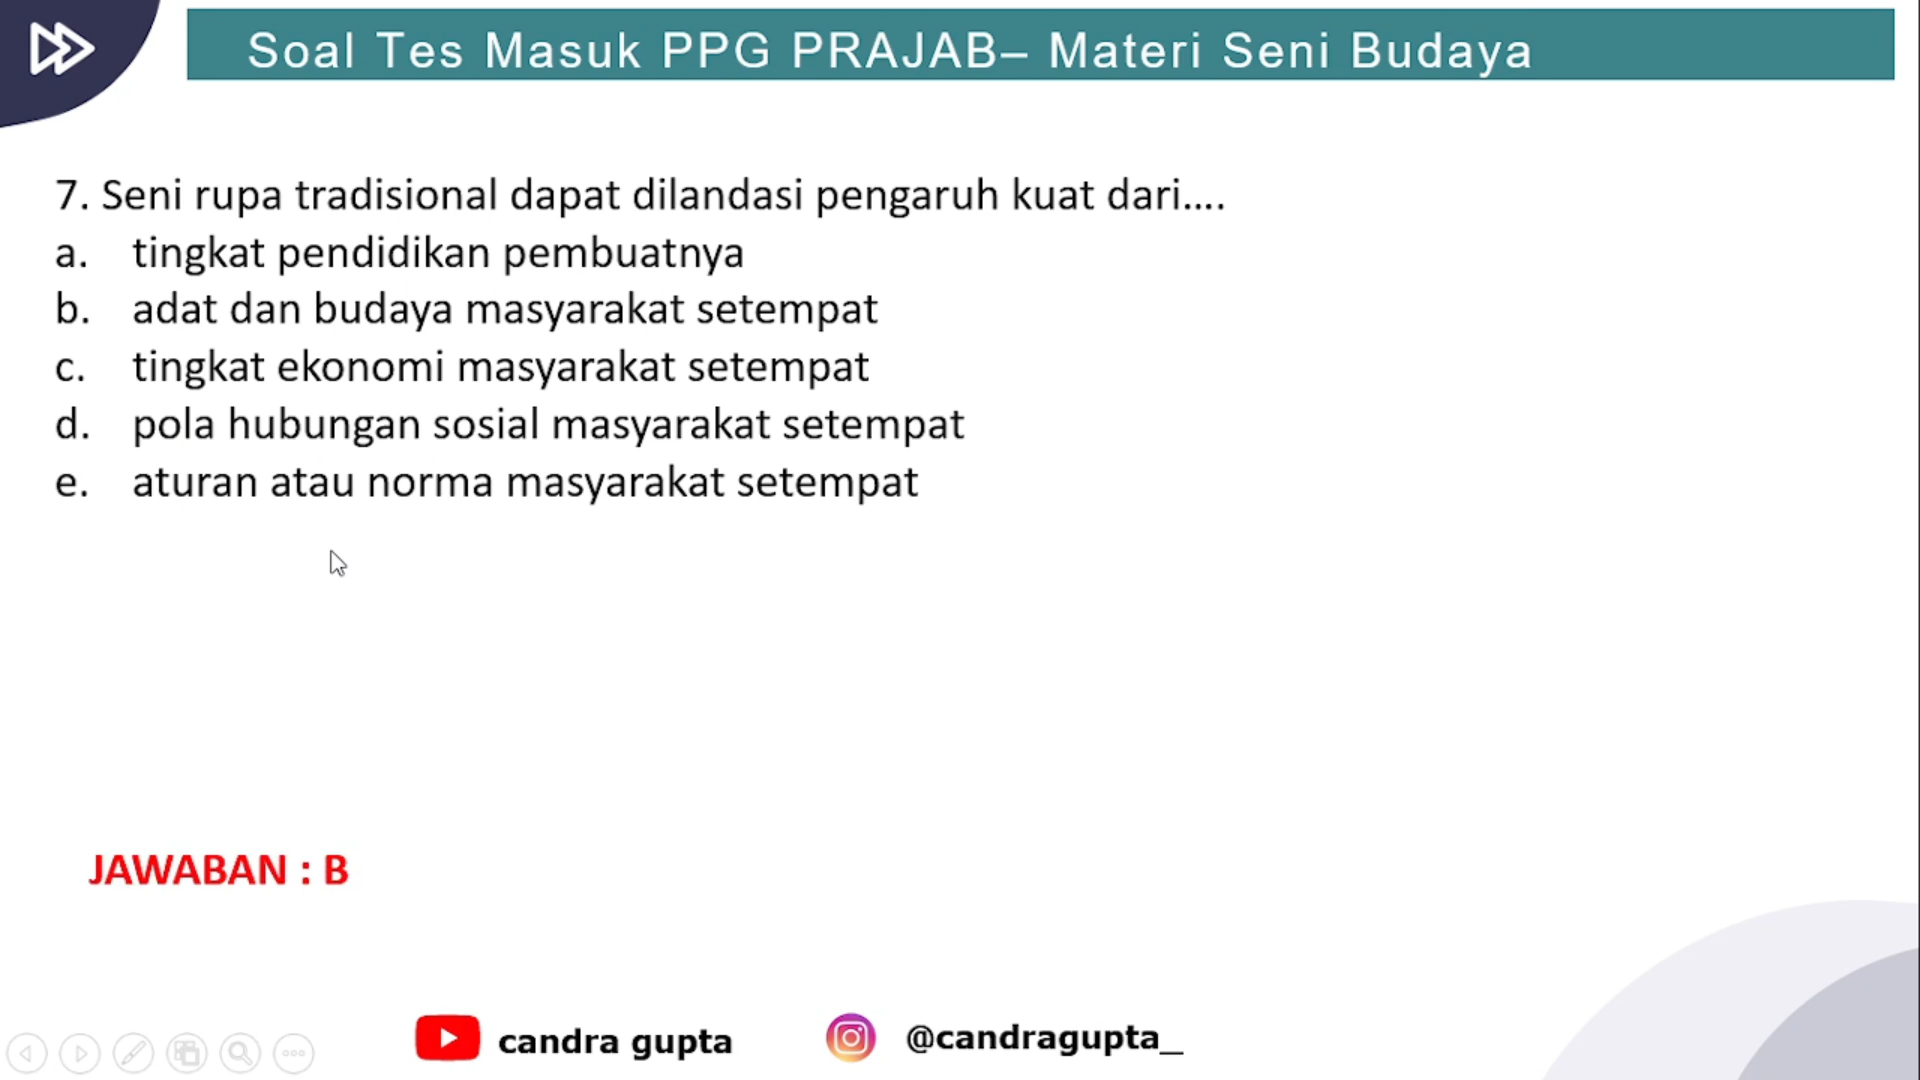 Soal Tes Masuk PPG PRAJAB– Materi Seni Budaya
7. Seni rupa tradisional dapat dilandasi pengaruh kuat dari....
a. tingkat pendidikan pembuatnya
b. adat dan budaya masyarakat setempat
c. tingkat ekonomi masyarakat setempat
d. pola hubungan sosial masyarakat setempat
e. aturan atau norma masyarakat setempat
JAWABAN : B
candra gupta
@candragupta_